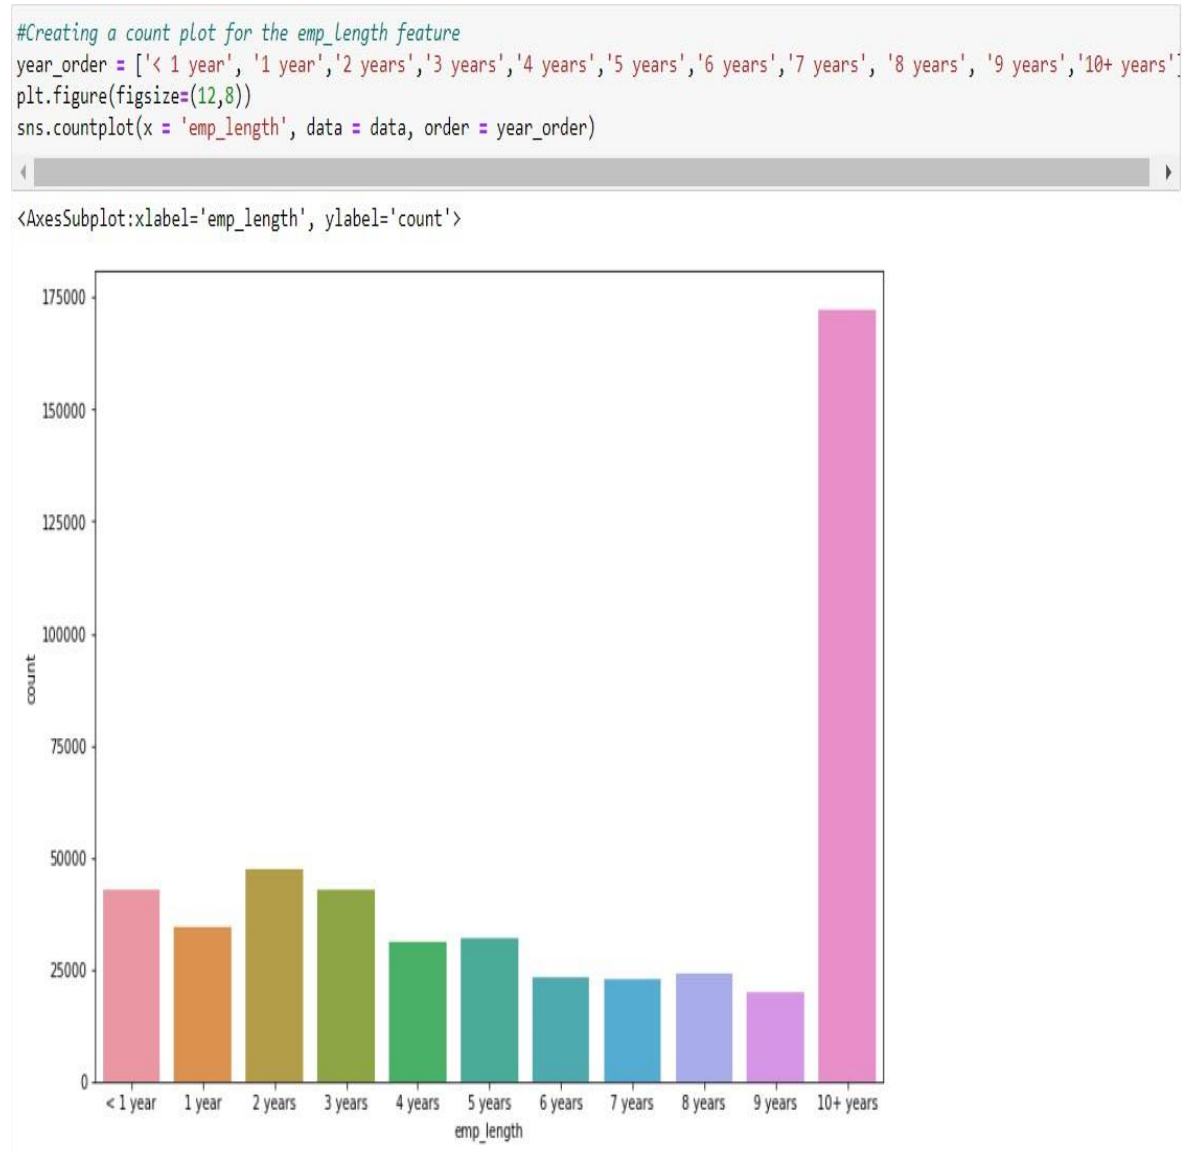 #Creating a count plot for the emp_length feature
year_order = ['< 1 year', '1 year','2 years','3 years','4 years','5 years','6 years','7 years', '8 years', '9 years','10+ years']
plt.figure(figsize=(12,8))
sns.countplot(x = 'emp_length', data = data, order = year_order)
<AxesSubplot:xlabel='emp_length', ylabel='count'>
175000
150000
125000
100000
count
75000
50000
25000
0
< 1 year 1 year 2 years 3 years 4 years 5 years 6 years 7 years 8 years 9 years 10+ years
emp_length